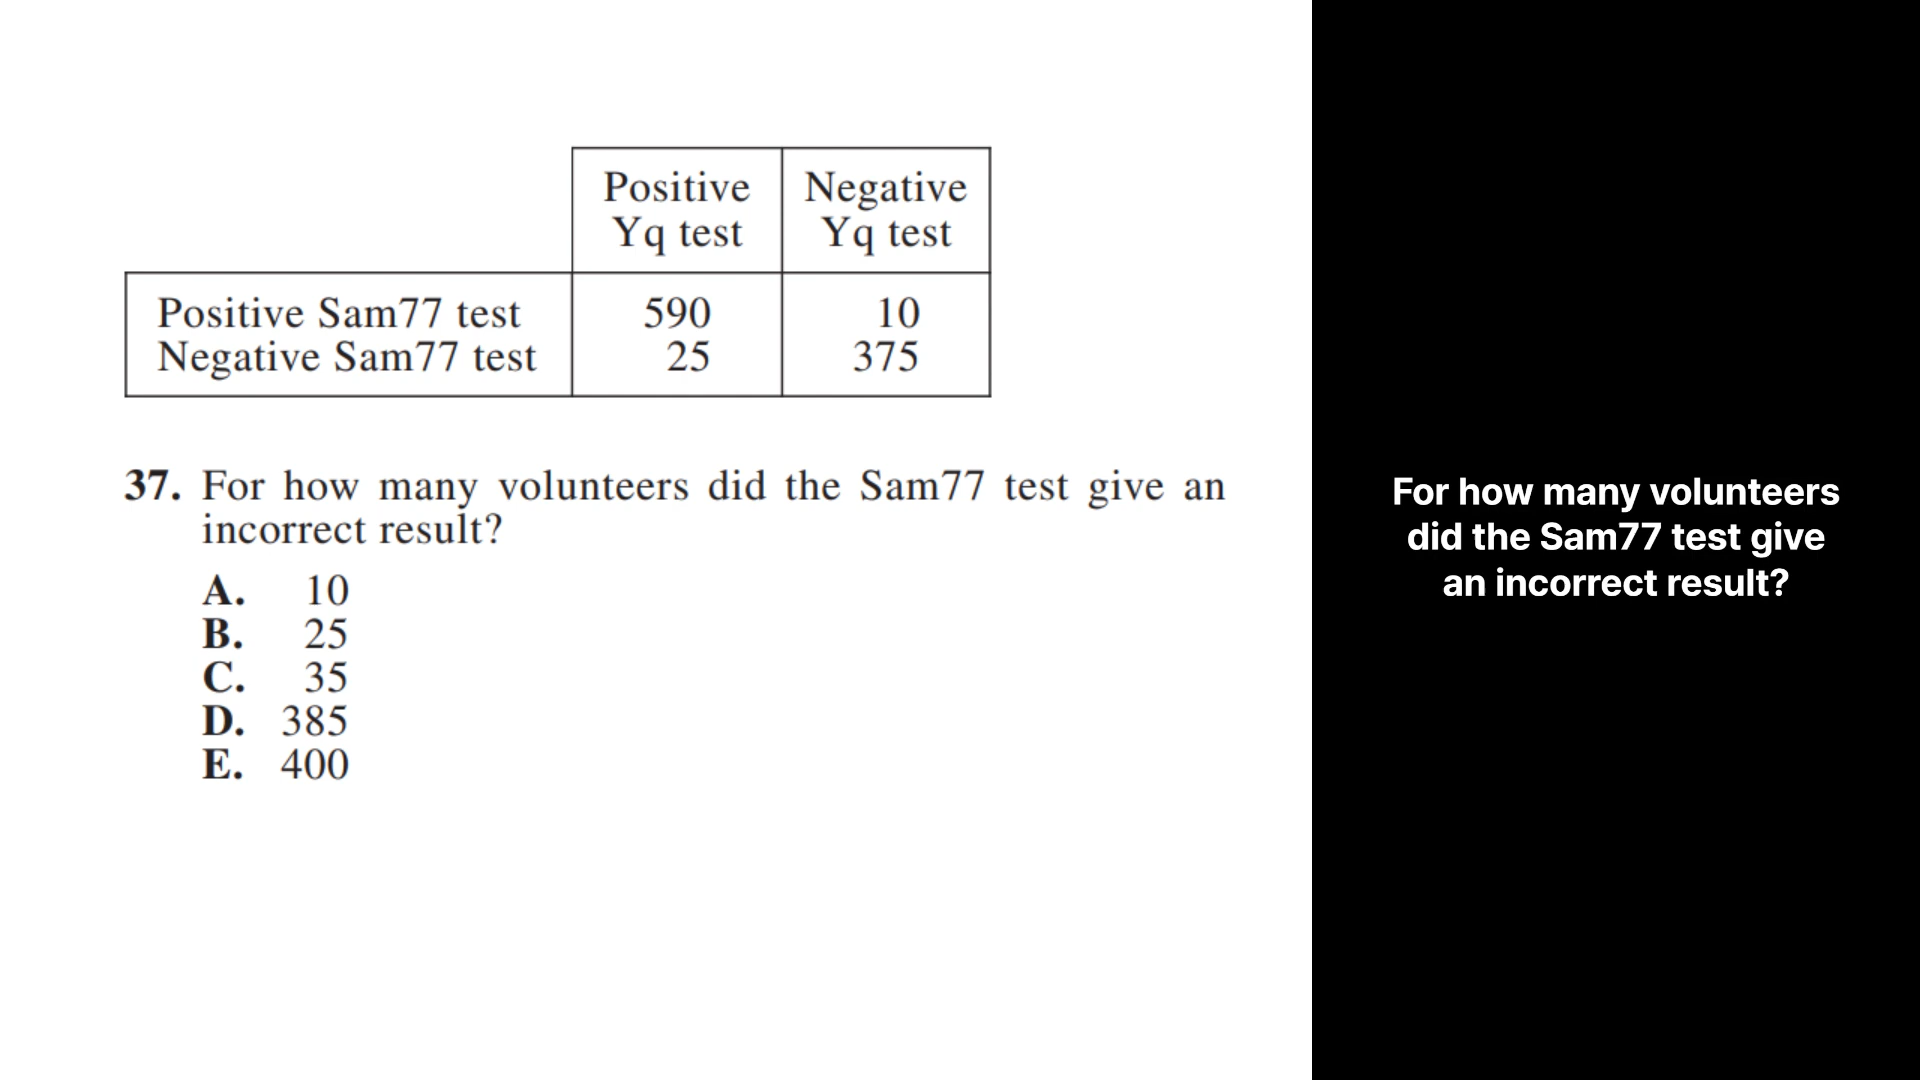 Positive Negative
Yq test Yq test
Positive Sam77 test 590 10
Negative Sam77 test 25 375
37. For how many volunteers did the Sam77 test give an
incorrect result?
A. 10
B. 25
C. 35
D. 385
E. 400
For how many volunteers
did the Sam77 test give
an incorrect result?